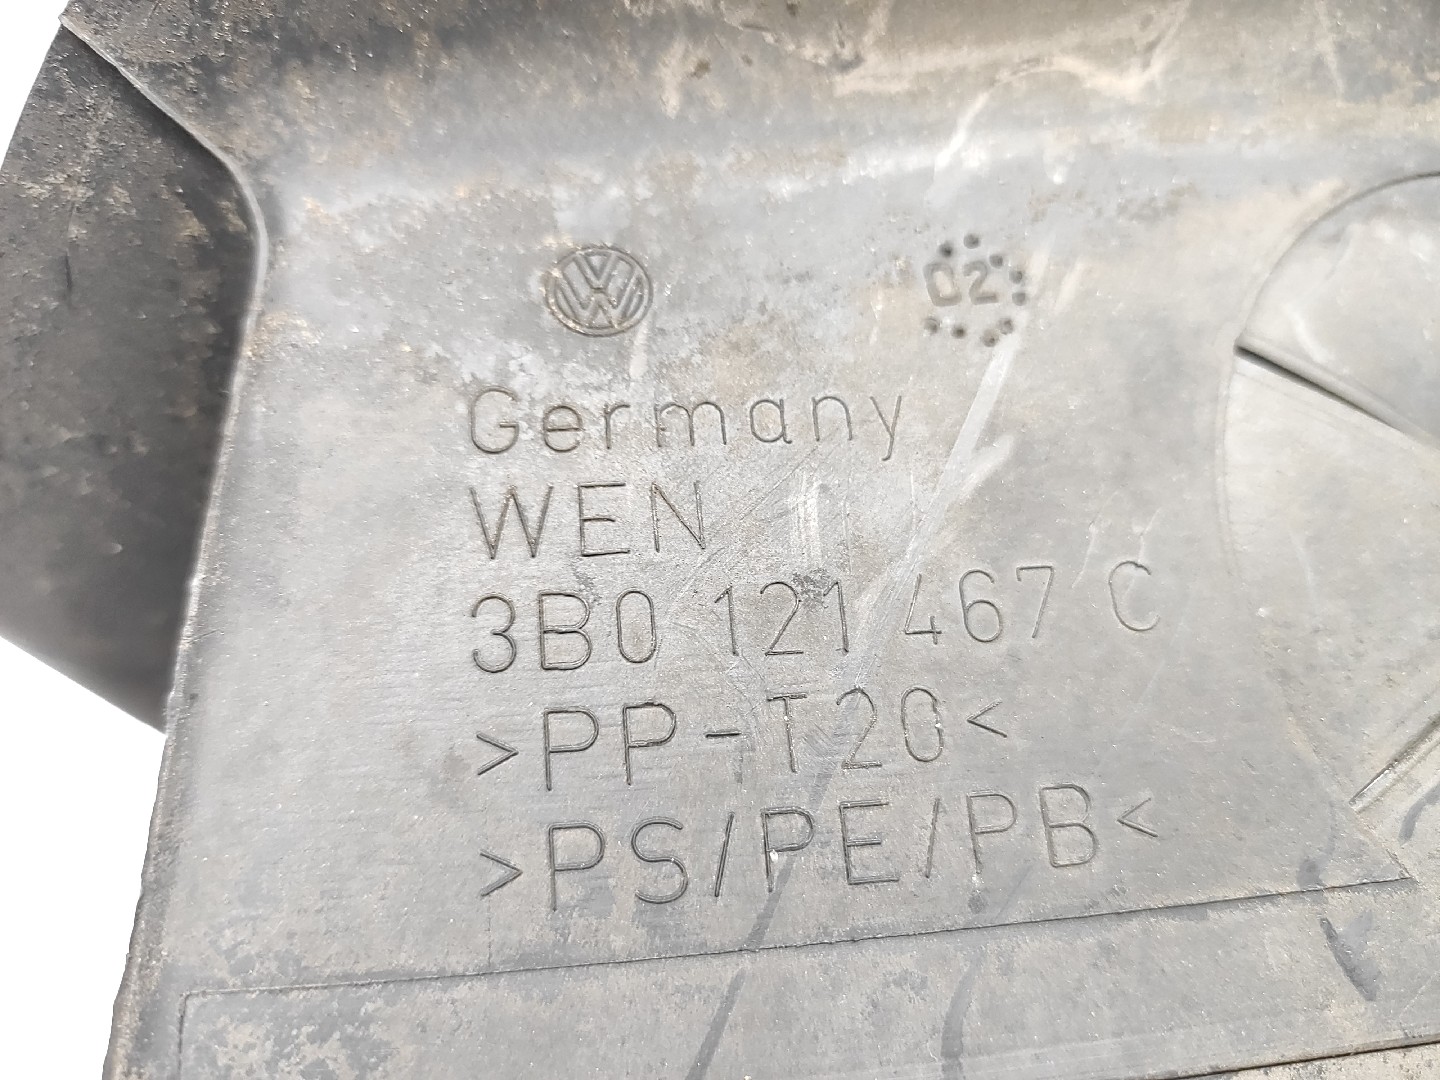 02
Germany
WEN
3B0 121 467 C
>PP-T20<
>PS/PE/PB<